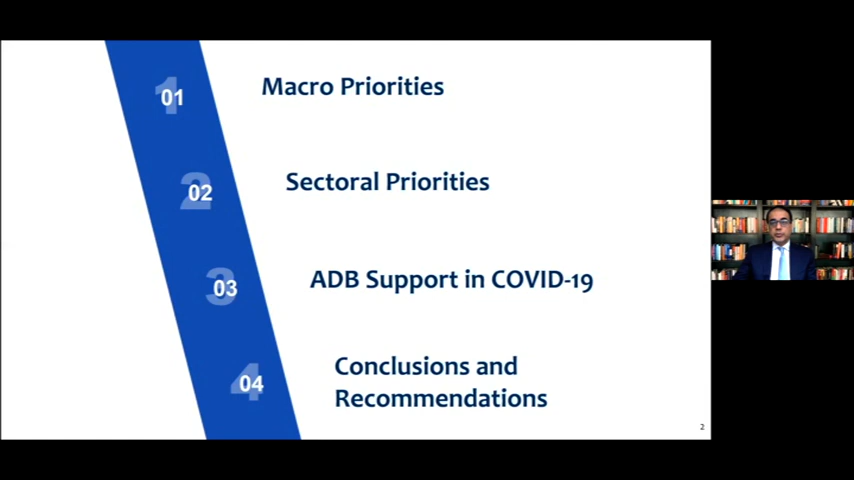 01
Macro Priorities
02
Sectoral Priorities
03
ADB Support in COVID-19
04
Conclusions and
Recommendations
2